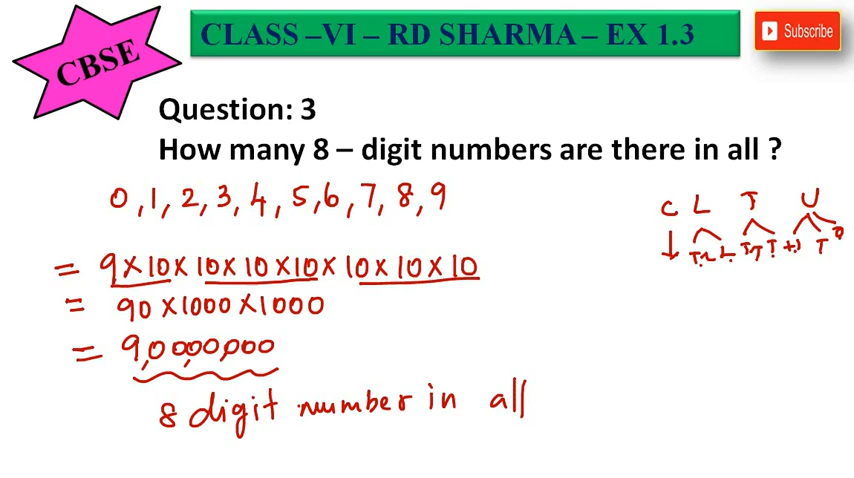 CBSE
CLASS –VI – RD SHARMA – EX 1.3
Subscribe
Question: 3
How many 8 – digit numbers are there in all ?
0, 1, 2, 3, 4, 5, 6, 7, 8, 9
C L T U
= 9 × 10 × 10 × 10 × 10 × 10 × 10 × 10
= 90 × 1000 × 1000
= 9,00,00,000
8 digit number in all